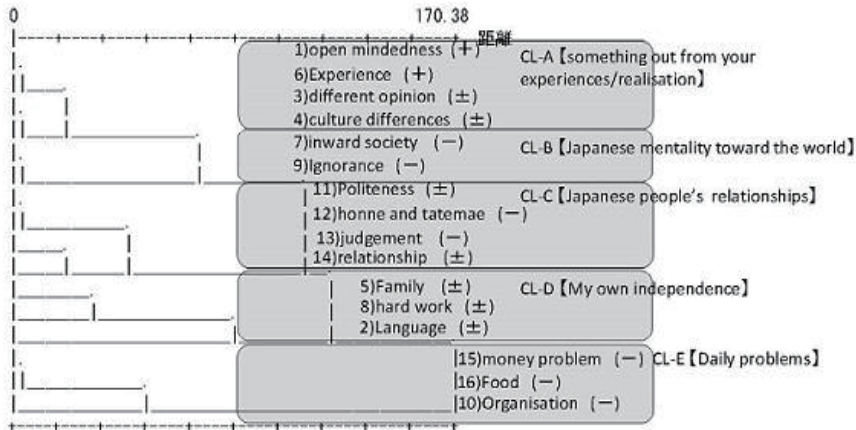 0 170.38
距離
1)open mindedness (+) CL-A【something out from your
6)Experience (+) experiences/realisation】
3)different opinion (±)
4)culture differences (±)
7)inward society (−) CL-B【Japanese mentality toward the world】
9)Ignorance (−)
11)Politeness (±) CL-C【Japanese people's relationships】
12)honne and tatemae (−)
13)judgement (−)
14)relationship (±)
5)Family (±) CL-D【My own independence】
8)hard work (±)
2)Language (±)
15)money problem (−) CL-E【Daily problems】
16)Food (−)
10)Organisation (−)